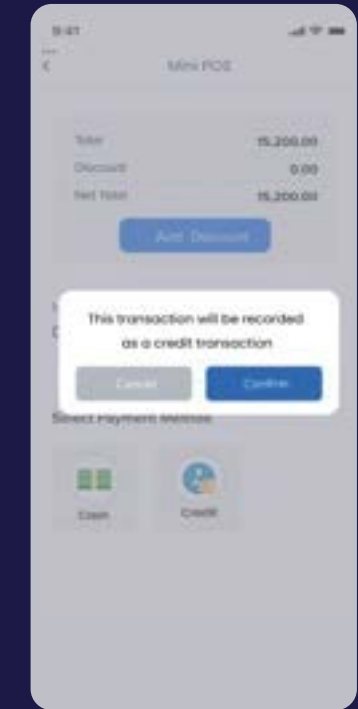 9:41
Mini POS
Total 15,200.00
Discount 0.00
Net Total 15,200.00
Add Discount
This transaction will be recorded
as a credit transaction
Cancel Confirm
Select Payment Method
Cash Credit